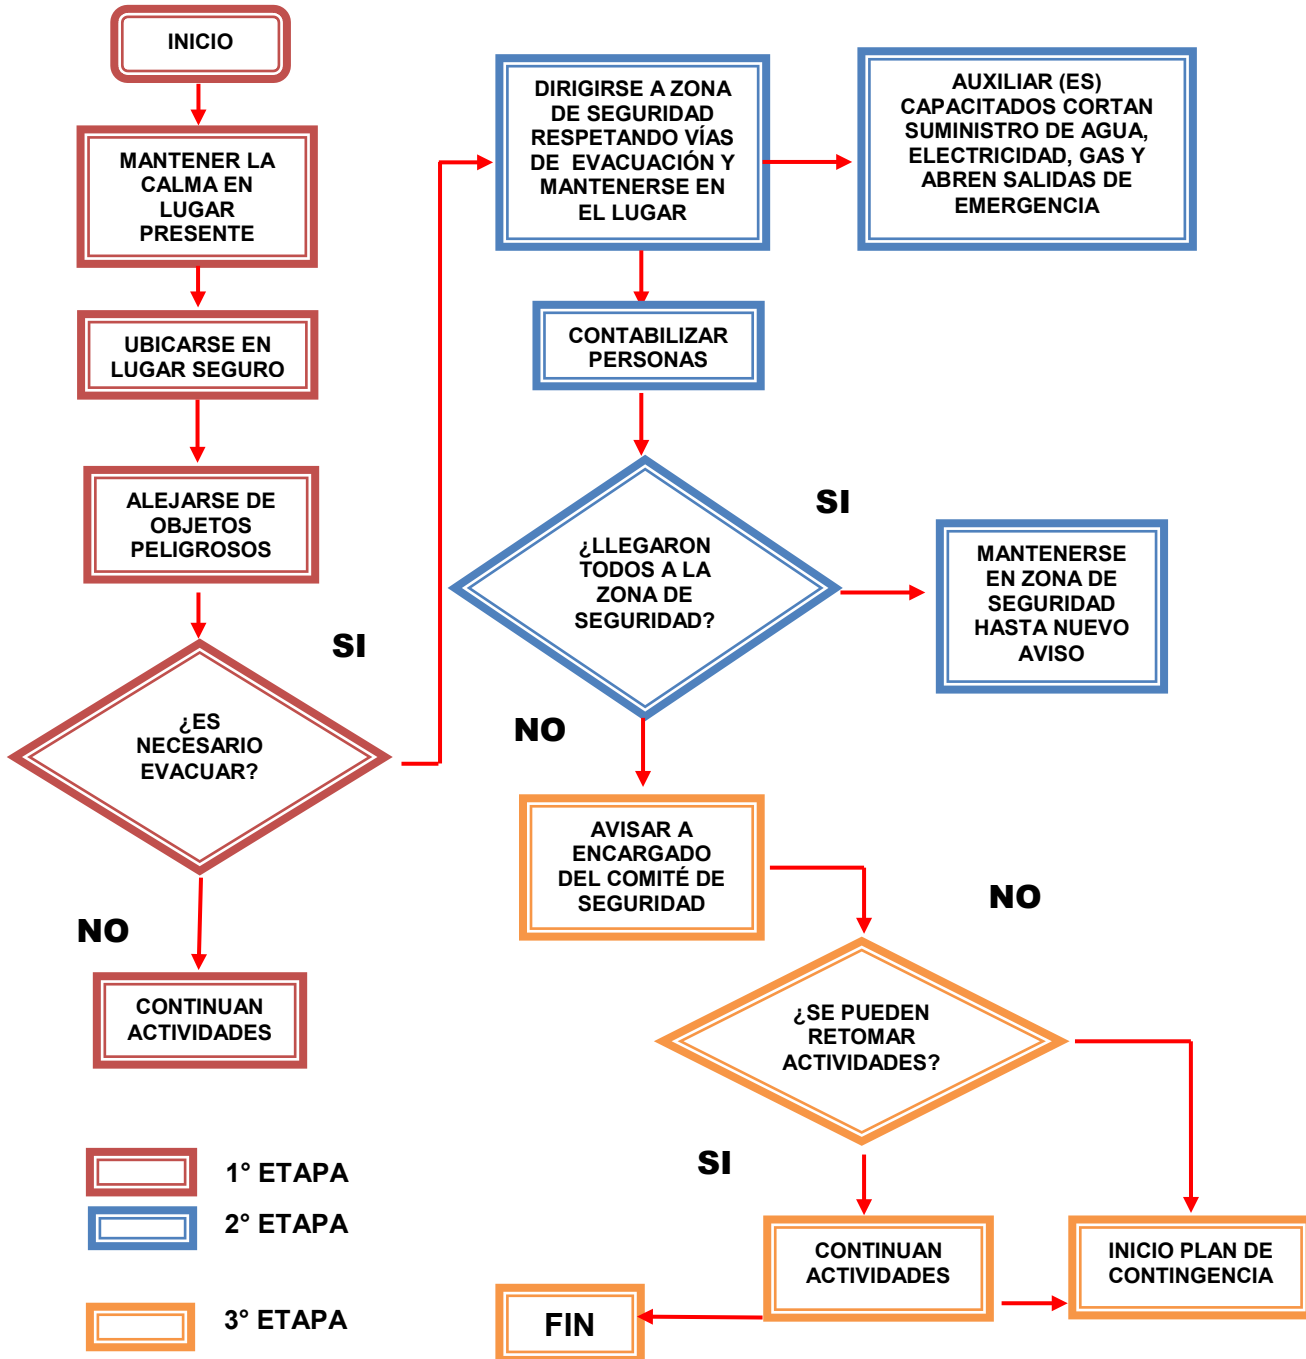 INICIO
MANTENER LA
CALMA EN
LUGAR
PRESENTE
UBICARSE EN
LUGAR SEGURO
ALEJARSE DE
OBJETOS
PELIGROSOS
SI
¿ES
NECESARIO
EVACUAR?
NO
CONTINUAN
ACTIVIDADES
DIRIGIRSE A ZONA
DE SEGURIDAD
RESPETANDO VÍAS
DE EVACUACIÓN Y
MANTENERSE EN
EL LUGAR
AUXILIAR (ES)
CAPACITADOS CORTAN
SUMINISTRO DE AGUA,
ELECTRICIDAD, GAS Y
ABREN SALIDAS DE
EMERGENCIA
CONTABILIZAR
PERSONAS
¿LLEGARON
TODOS A LA
ZONA DE
SEGURIDAD?
SI
MANTENERSE
EN ZONA DE
SEGURIDAD
HASTA NUEVO
AVISO
NO
AVISAR A
ENCARGADO
DEL COMITÉ DE
SEGURIDAD
NO
¿SE PUEDEN
RETOMAR
ACTIVIDADES?
SI
CONTINUAN
ACTIVIDADES
INICIO PLAN DE
CONTINGENCIA
FIN
1° ETAPA
2° ETAPA
3° ETAPA